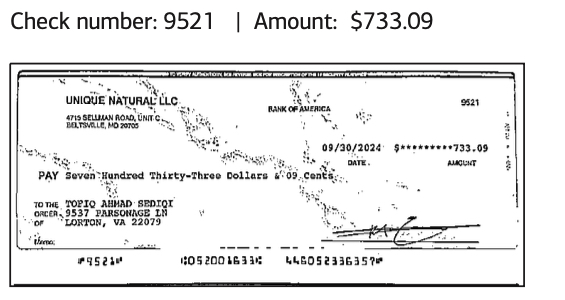 Check number: 9521 | Amount: $733.09
UNIQUE NATURAL LLC
BANK OF AMERICA
9521
4715 SELLMAN ROAD, UNIT C
BELTSVILLE, MD 20705
09/30/2024 $**********733.09
DATE. AMOUNT
PAY Seven Hundred Thirty-Three Dollars & 09 Cents
TO THE ORDER OF
TOFIQ AHMAD SEDIQI
9537 PARSONAGE LN
LORTON, VA 22079
Memo:
⑈9521⑈ ⑆052001633⑆ 446052336357⑈